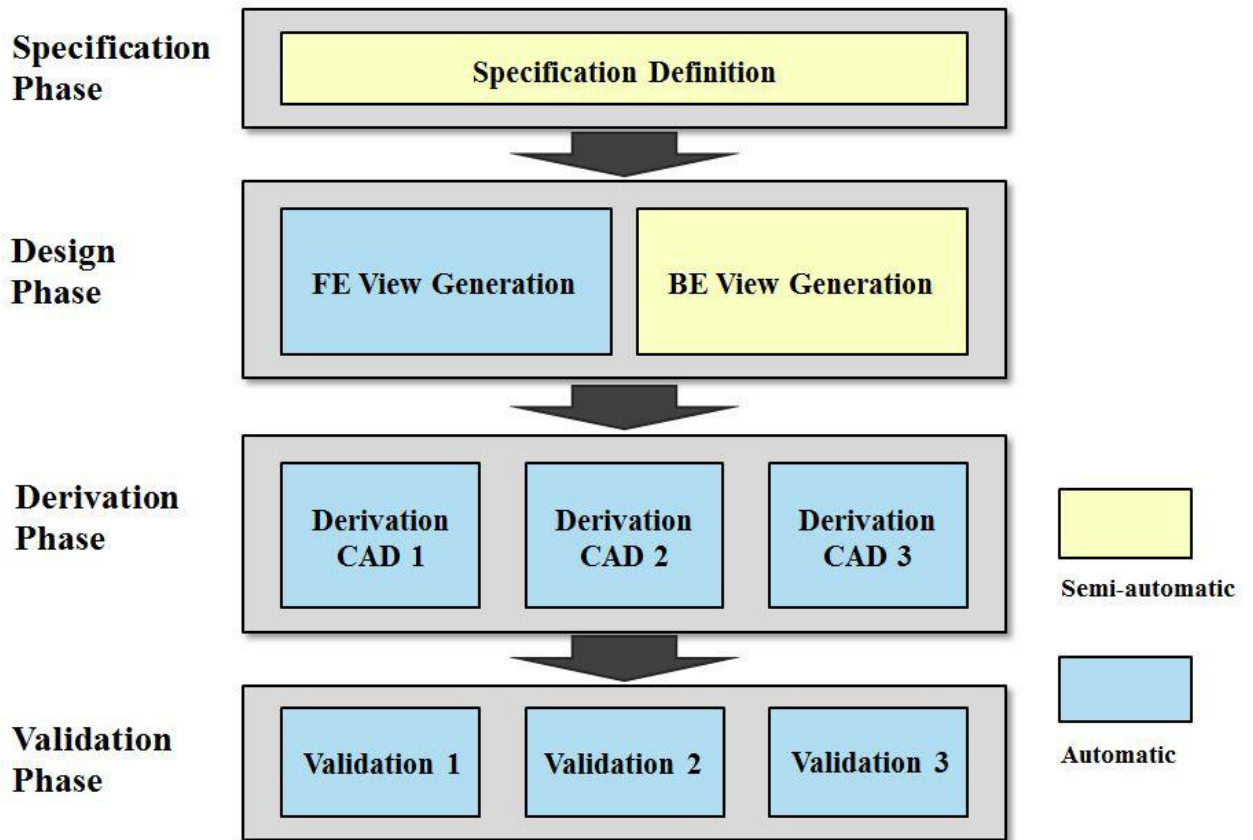 Specification
Phase
Specification Definition
Design
Phase
FE View Generation
BE View Generation
Derivation
Phase
Derivation
CAD 1
Derivation
CAD 2
Derivation
CAD 3
Semi-automatic
Validation
Phase
Validation 1
Validation 2
Validation 3
Automatic